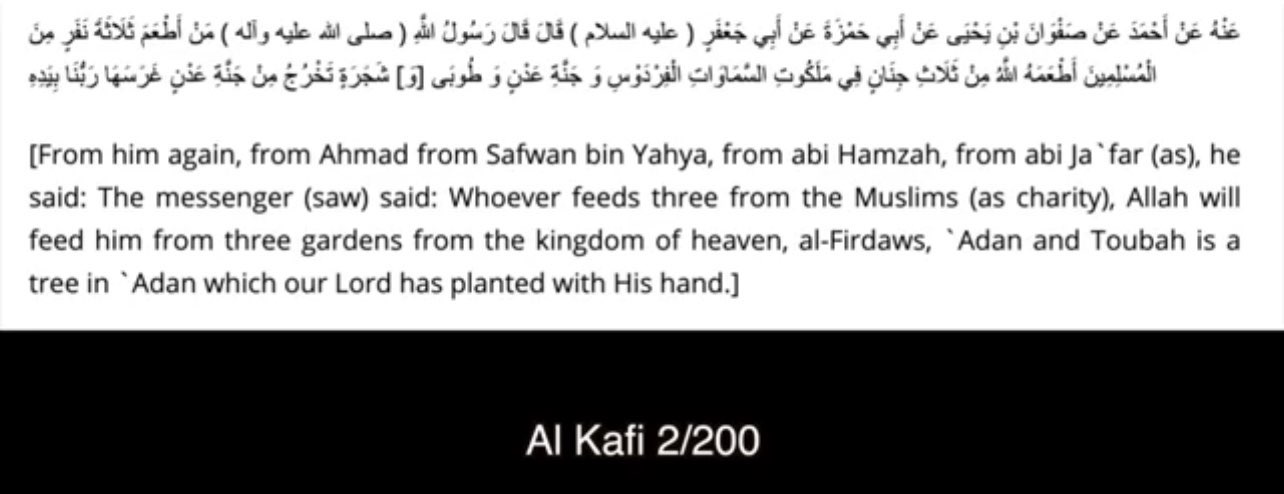 عَنْهُ عَنْ أَحْمَدَ عَنْ صَفْوَانَ بْنِ يَحْيَى عَنْ أَبِي حَمْزَةَ عَنْ أَبِي جَعْفَرٍ ( عليه السلام ) قَالَ قَالَ رَسُولُ اللَّهِ ( صلى الله عليه وآله ) مَنْ أَطْعَمَ ثَلَاثَةَ نَفَرٍ مِنَ
الْمُسْلِمِينَ أَطْعَمَهُ اللَّهُ مِنْ ثَلَاثِ جِنَانٍ فِي مَلَكُوتِ السَّمَاوَاتِ الْفِرْدَوْسِ وَ جَنَّةِ عَدْنٍ وَ طُوبَى [وَ] شَجَرَةٍ تَخْرُجُ مِنْ جَنَّةِ عَدْنٍ غَرَسَهَا رَبُّنَا بِيَدِهِ
[From him again, from Ahmad from Safwan bin Yahya, from abi Hamzah, from abi Ja`far (as), he
said: The messenger (saw) said: Whoever feeds three from the Muslims (as charity), Allah will
feed him from three gardens from the kingdom of heaven, al-Firdaws, `Adan and Toubah is a
tree in `Adan which our Lord has planted with His hand.]
Al Kafi 2/200